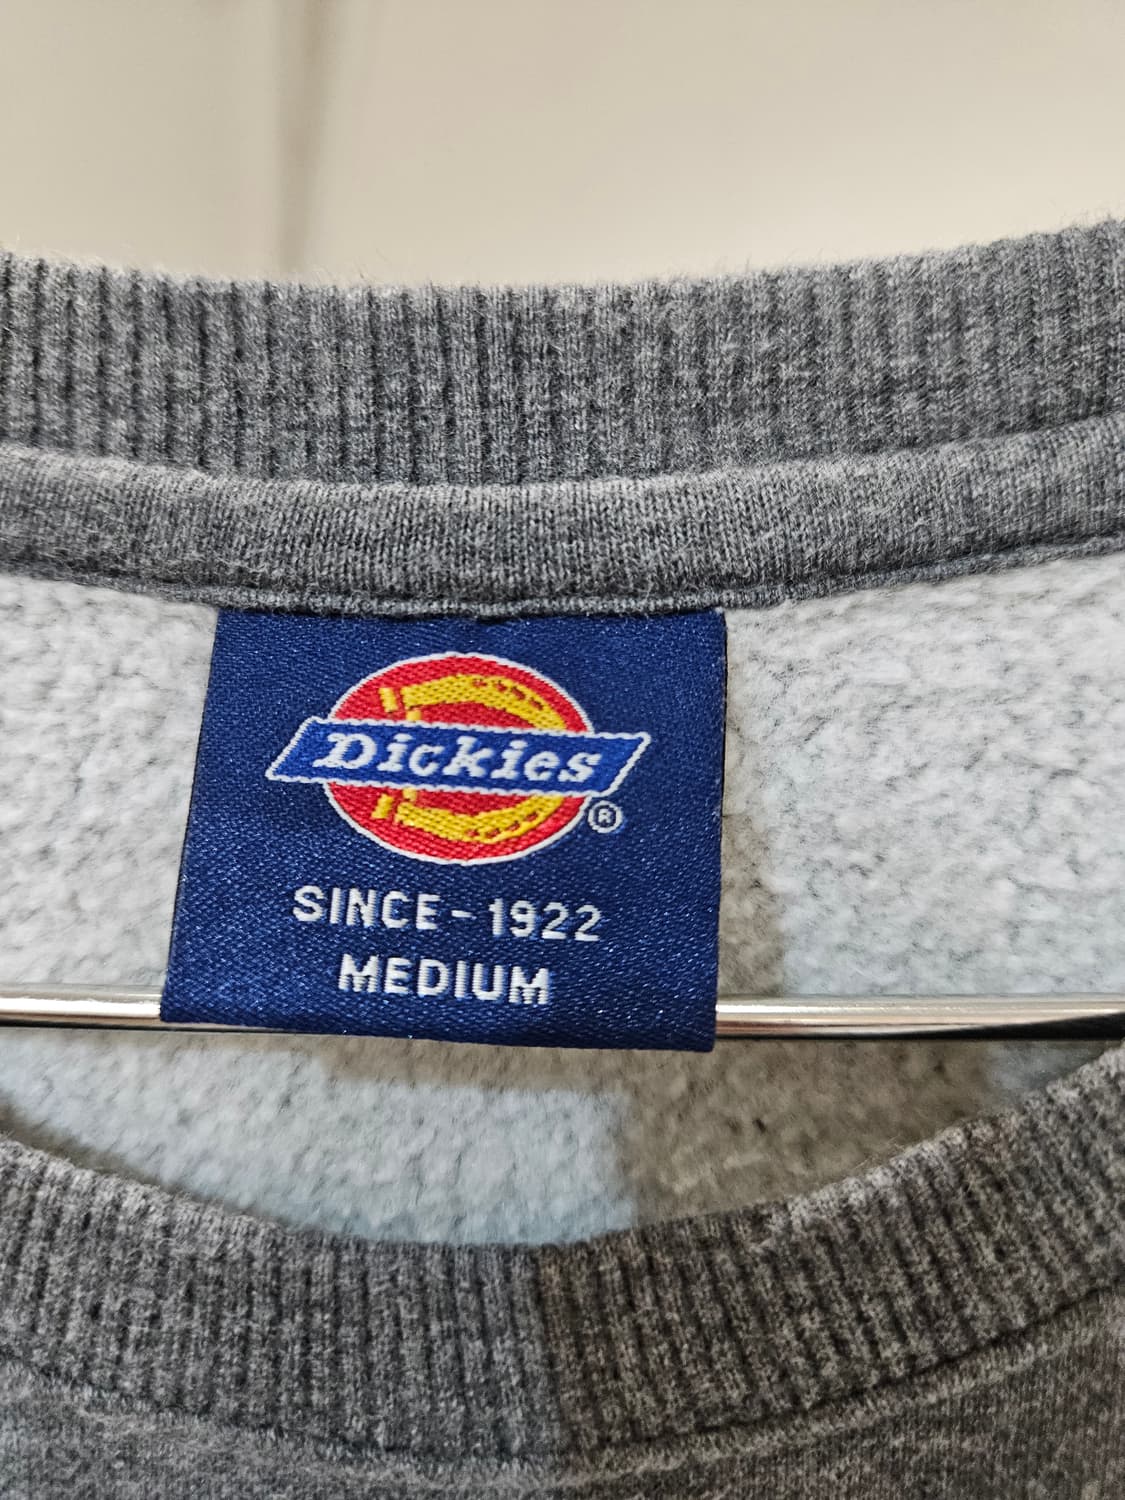 Dickies
®
SINCE-1922
MEDIUM